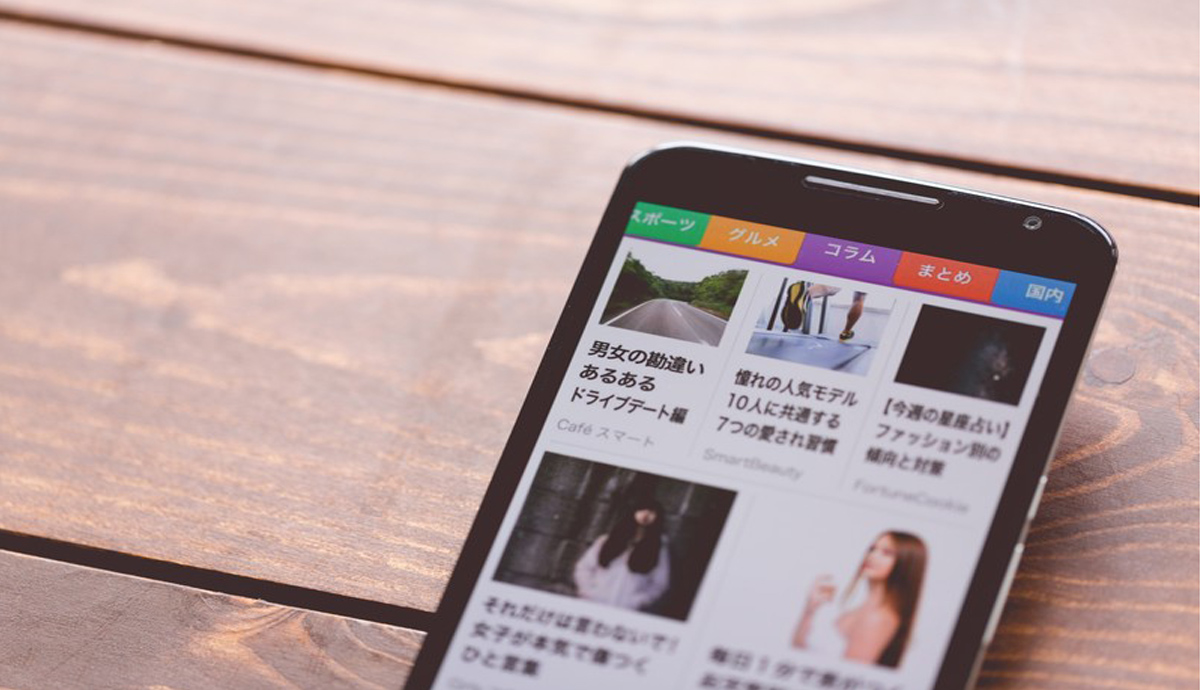 スポーツ
グルメ
コラム
まとめ
国内
男女の勘違い
あるある
ドライブデート編
Café スマート
憧れの人気モデル
10人に共通する
7つの愛され習慣
SmartBeauty
【今週の星座占い】
ファッション別の
傾向と対策
FortuneCookie
それだけは言わないで!
女子が本気で傷つく
ひと言集
毎日1分で